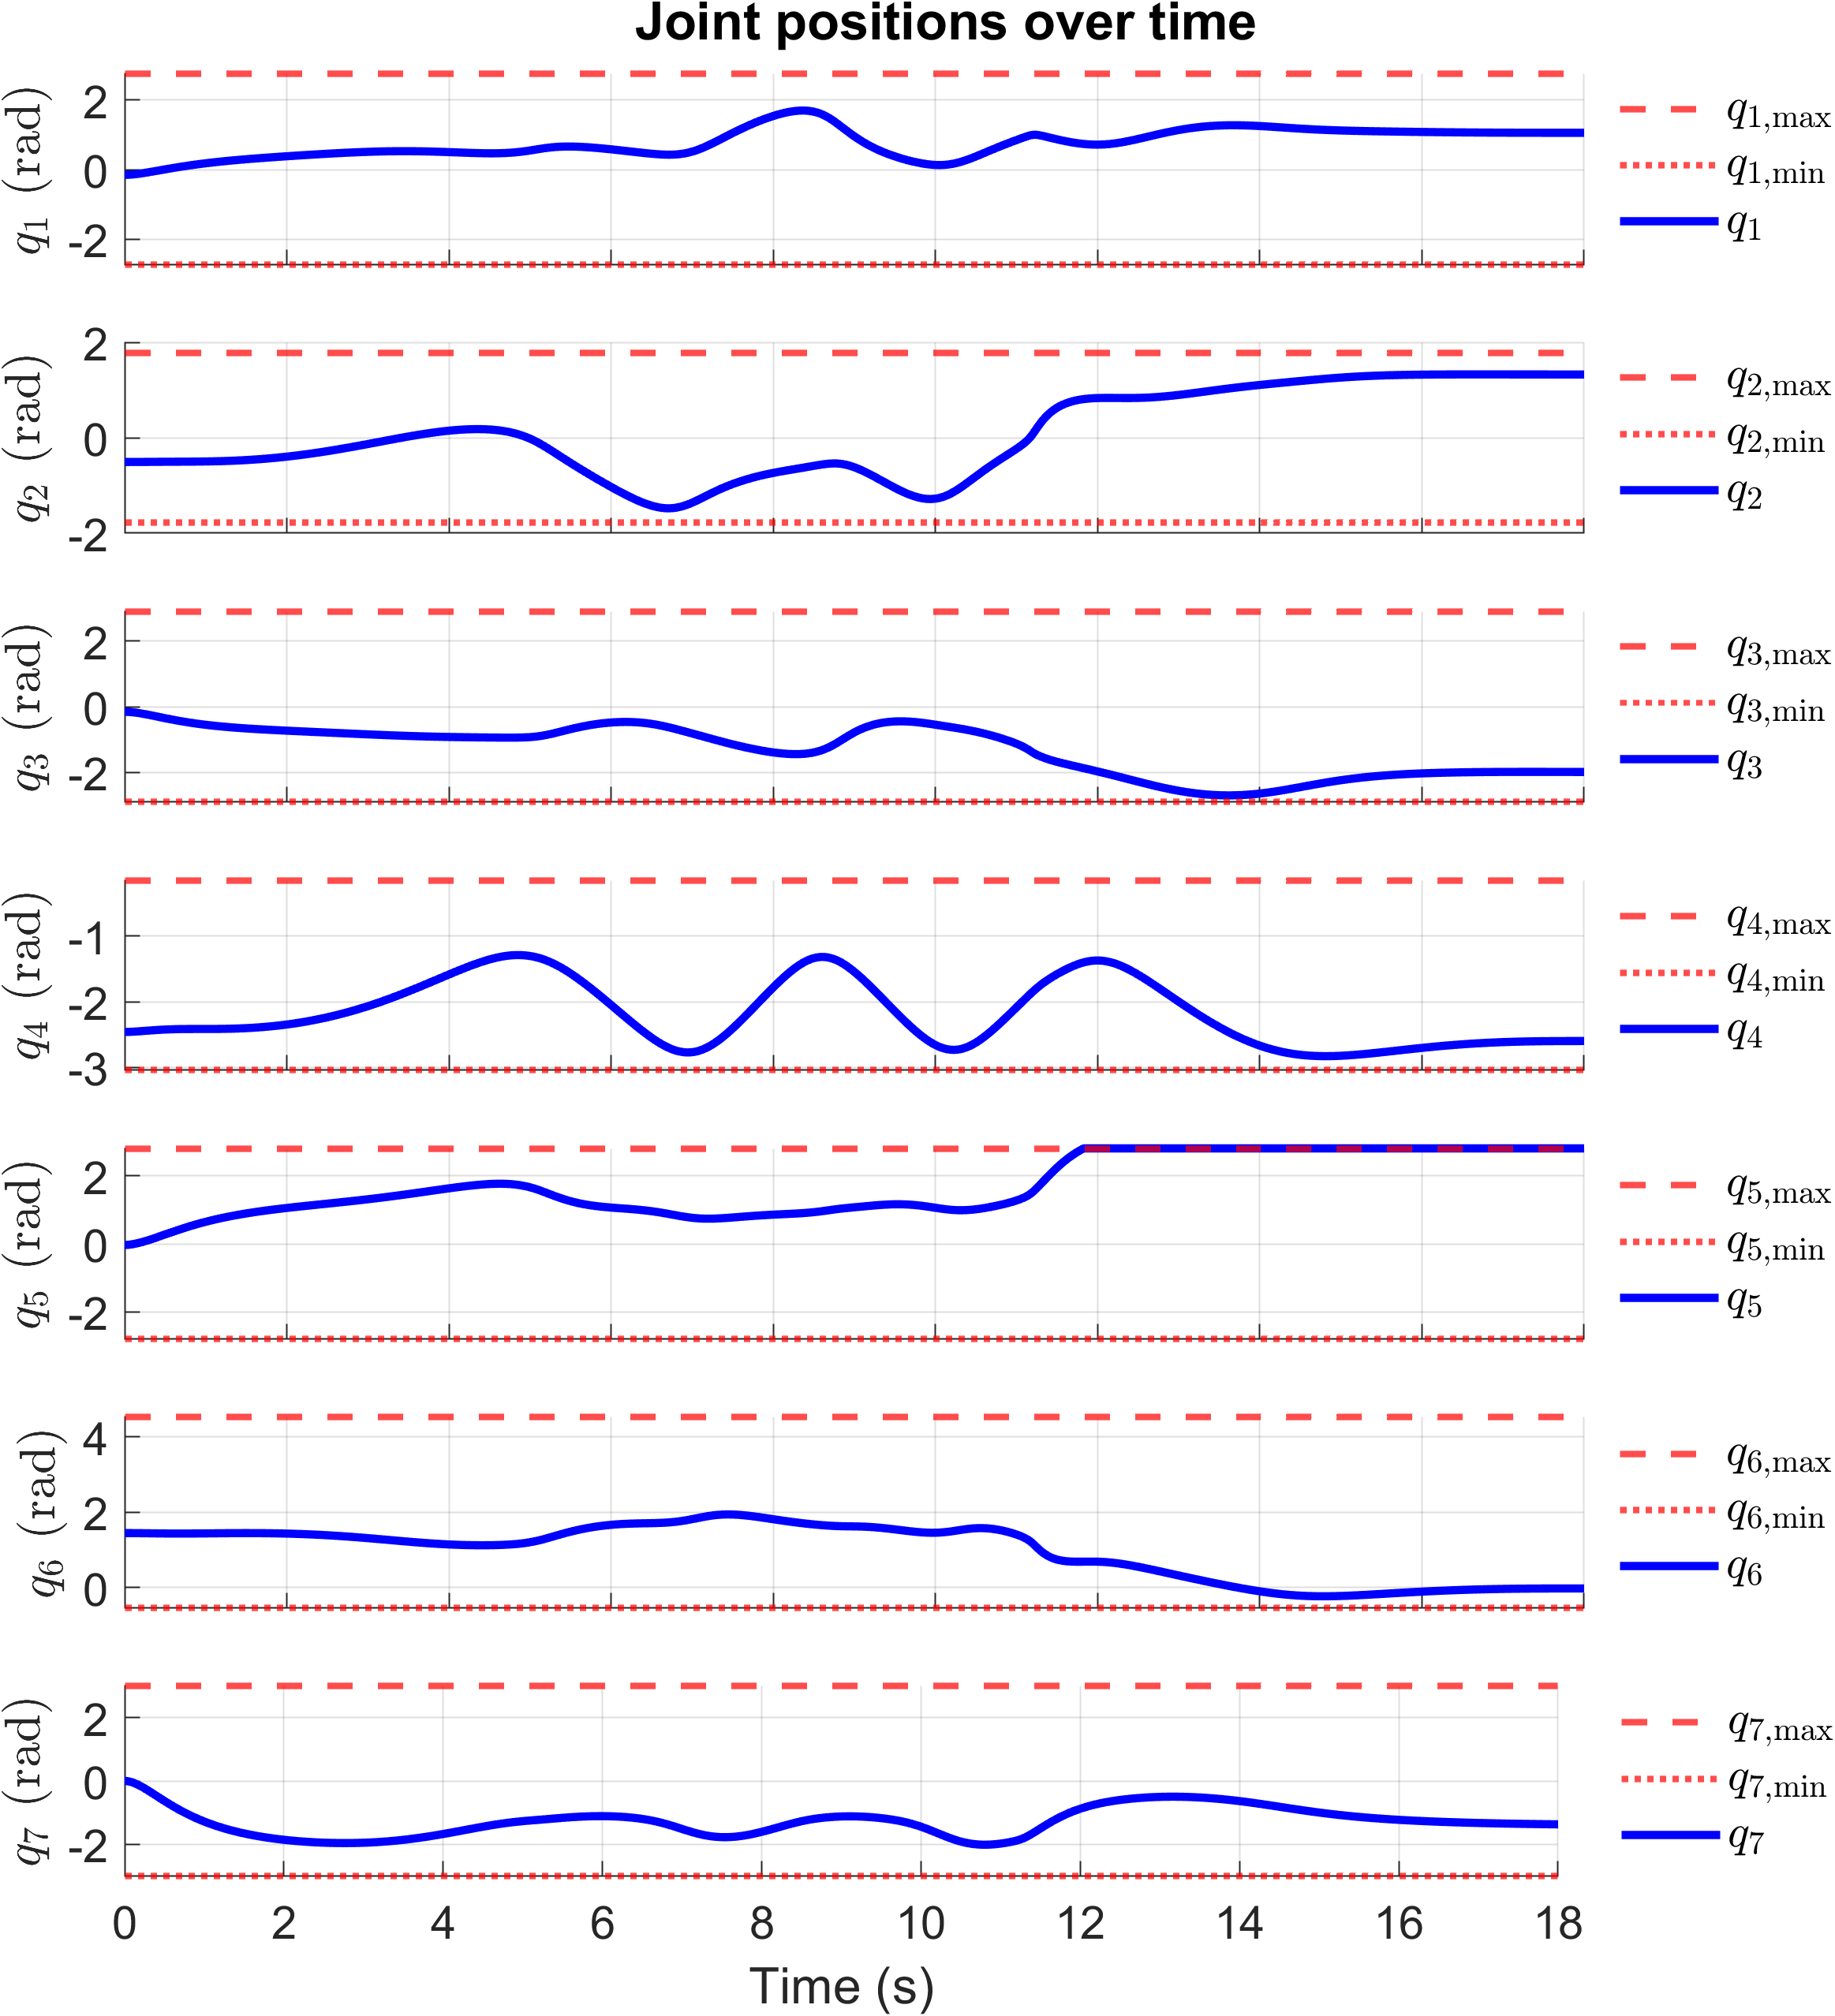 Joint positions over time
q1 (rad)
2
0
-2
q1,max
q1,min
q1
q2 (rad)
2
0
-2
q2,max
q2,min
q2
q3 (rad)
2
0
-2
q3,max
q3,min
q3
q4 (rad)
-1
-2
-3
q4,max
q4,min
q4
q5 (rad)
2
0
-2
q5,max
q5,min
q5
q6 (rad)
4
2
0
q6,max
q6,min
q6
q7 (rad)
2
0
-2
q7,max
q7,min
q7
0 2 4 6 8 10 12 14 16 18
Time (s)